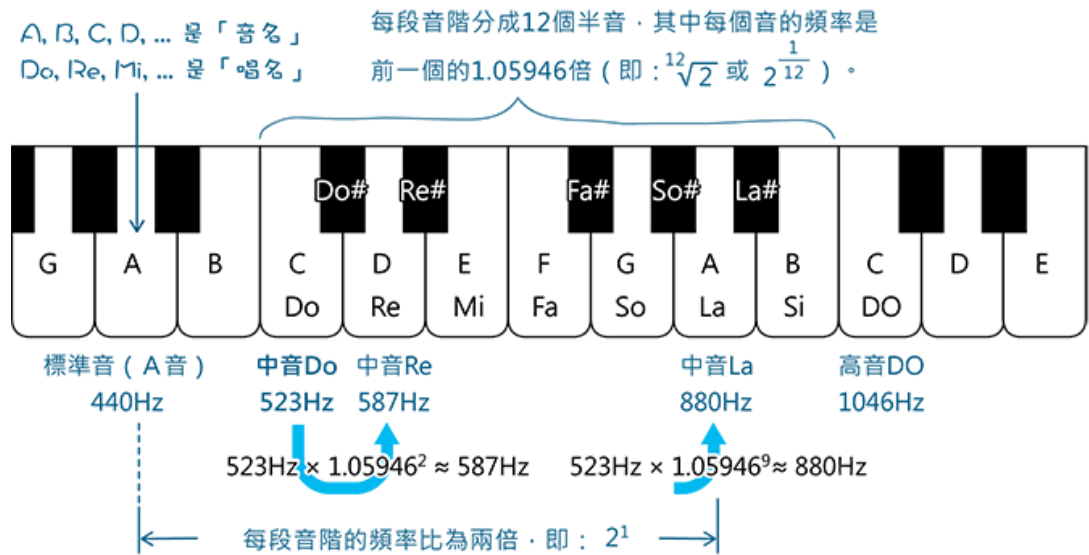 A, B, C, D, ... 是「音名」
Do, Re, Mi, ... 是「唱名」
每段音階分成12個半音，其中每個音的頻率是
前一個的1.05946倍（即：¹²√2 或 2^(1/12)）。
Do# Re# Fa# So# La#
G A B C D E F G A B C D E
Do Re Mi Fa So La Si DO
標準音（A音） 中音Do 中音Re 中音La 高音DO
440Hz 523Hz 587Hz 880Hz 1046Hz
523Hz × 1.05946² ≈ 587Hz 523Hz × 1.05946⁹≈ 880Hz
每段音階的頻率比為兩倍，即： 2¹